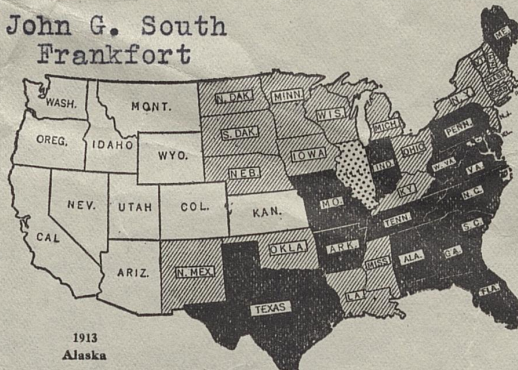 John G. South
Frankfort
WASH.
MONT.
N. DAK.
MINN
ME.
OREG.
IDAHO
S. DAK.
WIS.
MICH
N.Y.
WYO.
IOWA
PENN.
NEB.
IND.
OHIO
NEV.
UTAH
COL.
KAN.
MO.
KY.
W. VA.
VA.
CAL
N.C.
TENN.
ARIZ.
N. MEX.
OKLA.
ARK.
S.C.
MISS.
ALA.
GA.
TEXAS
LA.
FLA.
1913
Alaska